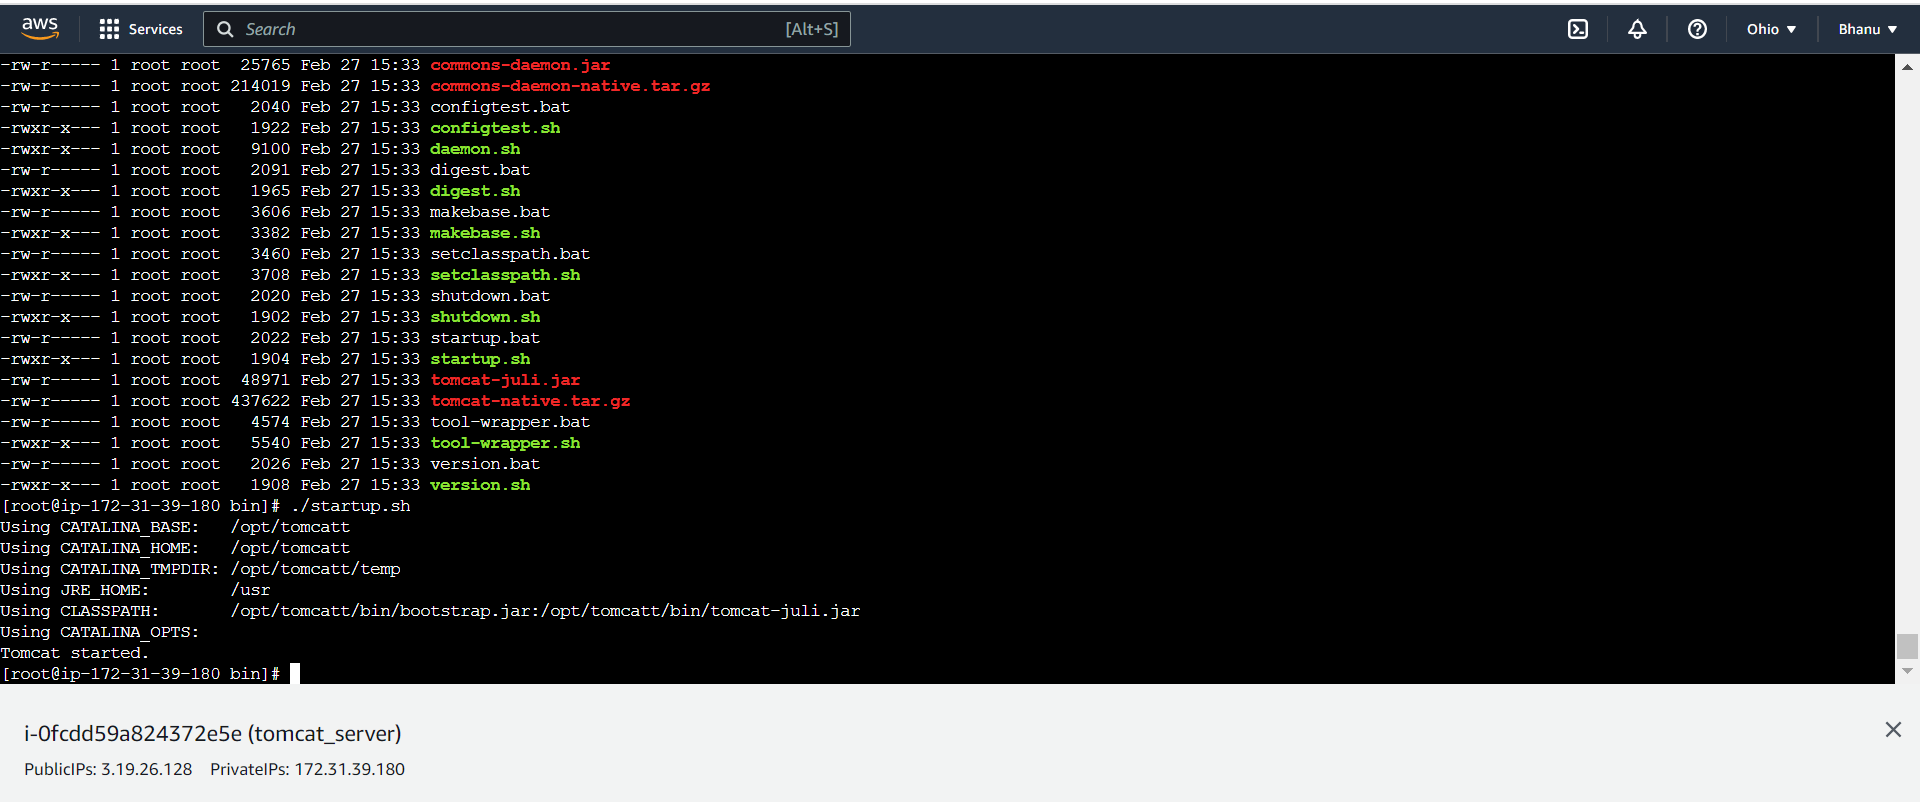 aws Services Search [Alt+S] Ohio ▼ Bhanu ▼
-rw-r----- 1 root root  25765 Feb 27 15:33 commons-daemon.jar
-rw-r----- 1 root root 214019 Feb 27 15:33 commons-daemon-native.tar.gz
-rw-r----- 1 root root   2040 Feb 27 15:33 configtest.bat
-rwxr-x--- 1 root root   1922 Feb 27 15:33 configtest.sh
-rwxr-x--- 1 root root   9100 Feb 27 15:33 daemon.sh
-rw-r----- 1 root root   2091 Feb 27 15:33 digest.bat
-rwxr-x--- 1 root root   1965 Feb 27 15:33 digest.sh
-rw-r----- 1 root root   3606 Feb 27 15:33 makebase.bat
-rwxr-x--- 1 root root   3382 Feb 27 15:33 makebase.sh
-rw-r----- 1 root root   3460 Feb 27 15:33 setclasspath.bat
-rwxr-x--- 1 root root   3708 Feb 27 15:33 setclasspath.sh
-rw-r----- 1 root root   2020 Feb 27 15:33 shutdown.bat
-rwxr-x--- 1 root root   1902 Feb 27 15:33 shutdown.sh
-rw-r----- 1 root root   2022 Feb 27 15:33 startup.bat
-rwxr-x--- 1 root root   1904 Feb 27 15:33 startup.sh
-rw-r----- 1 root root  48971 Feb 27 15:33 tomcat-juli.jar
-rw-r----- 1 root root 437622 Feb 27 15:33 tomcat-native.tar.gz
-rw-r----- 1 root root   4574 Feb 27 15:33 tool-wrapper.bat
-rwxr-x--- 1 root root   5540 Feb 27 15:33 tool-wrapper.sh
-rw-r----- 1 root root   2026 Feb 27 15:33 version.bat
-rwxr-x--- 1 root root   1908 Feb 27 15:33 version.sh
[root@ip-172-31-39-180 bin]# ./startup.sh
Using CATALINA_BASE:   /opt/tomcatt
Using CATALINA_HOME:   /opt/tomcatt
Using CATALINA_TMPDIR: /opt/tomcatt/temp
Using JRE_HOME:        /usr
Using CLASSPATH:       /opt/tomcatt/bin/bootstrap.jar:/opt/tomcatt/bin/tomcat-juli.jar
Using CATALINA_OPTS:
Tomcat started.
[root@ip-172-31-39-180 bin]#
i-0fcdd59a824372e5e (tomcat_server)
PublicIPs: 3.19.26.128 PrivateIPs: 172.31.39.180